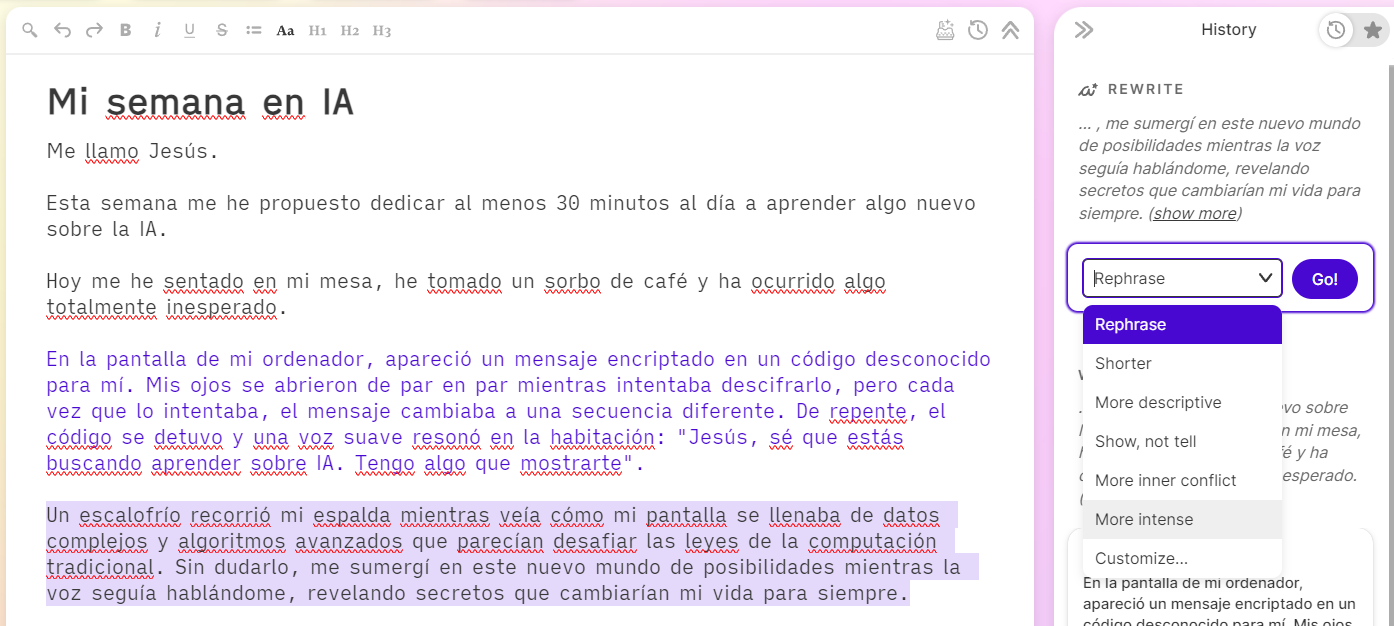 B i U S Aa H1 H2 H3
Mi semana en IA
Me llamo Jesús.
Esta semana me he propuesto dedicar al menos 30 minutos al día a aprender algo nuevo
sobre la IA.
Hoy me he sentado en mi mesa, he tomado un sorbo de café y ha ocurrido algo
totalmente inesperado.
En la pantalla de mi ordenador, apareció un mensaje encriptado en un código desconocido
para mí. Mis ojos se abrieron de par en par mientras intentaba descifrarlo, pero cada
vez que lo intentaba, el mensaje cambiaba a una secuencia diferente. De repente, el
código se detuvo y una voz suave resonó en la habitación: "Jesús, sé que estás
buscando aprender sobre IA. Tengo algo que mostrarte".
Un escalofrío recorrió mi espalda mientras veía cómo mi pantalla se llenaba de datos
complejos y algoritmos avanzados que parecían desafiar las leyes de la computación
tradicional. Sin dudarlo, me sumergí en este nuevo mundo de posibilidades mientras la
voz seguía hablándome, revelando secretos que cambiarían mi vida para siempre.
History
REWRITE
... , me sumergí en este nuevo mundo
de posibilidades mientras la voz
seguía hablándome, revelando
secretos que cambiarían mi vida para
siempre. (show more)
Rephrase
Go!
Rephrase
Shorter
More descriptive
Show, not tell
More inner conflict
More intense
Customize...
sobre
mi mesa,
y ha
esperado.
En la pantalla de mi ordenador,
apareció un mensaje encriptado en un
código desconocido para mí. Mis ojos